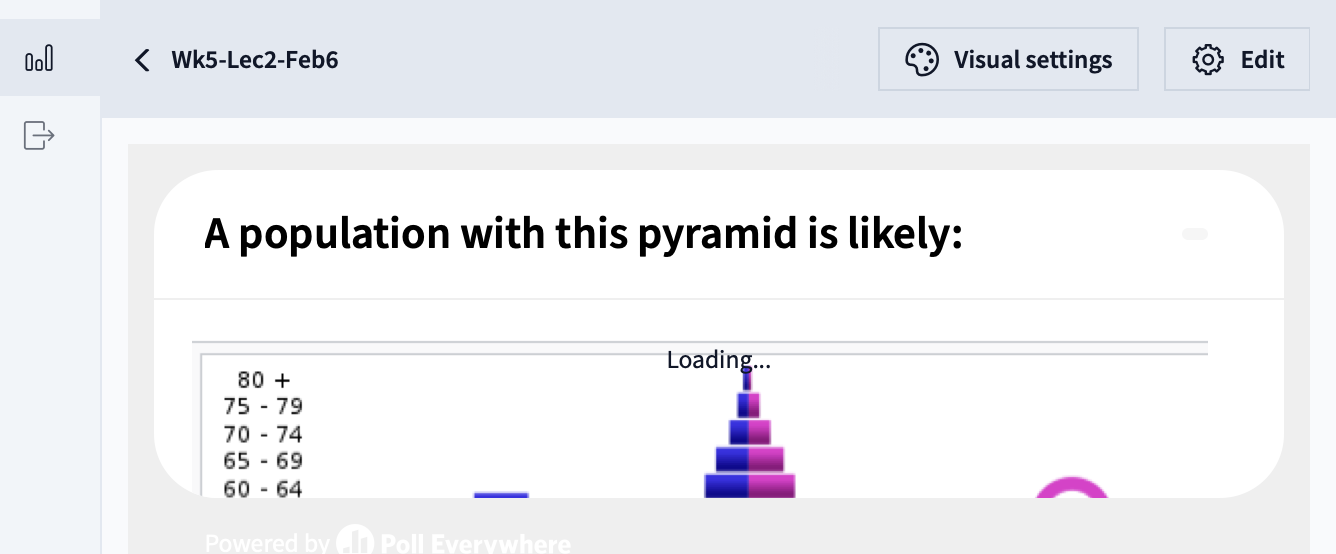 Wk5-Lec2-Feb6
Visual settings
Edit
A population with this pyramid is likely:
Loading...
80 +
75 - 79
70 - 74
65 - 69
60 - 64
Powered by Poll Everywhere